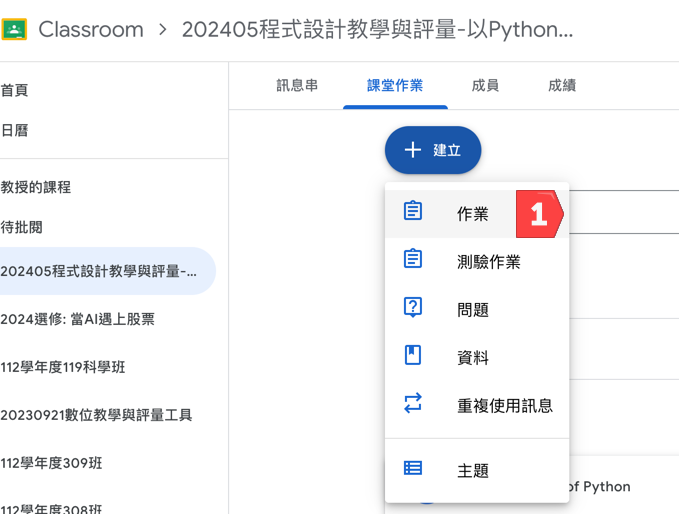 Classroom > 202405程式設計教學與評量-以Python...
首頁
日曆
教授的課程
待批閱
202405程式設計教學與評量-...
2024選修: 當AI遇上股票
112學年度119科學班
20230921數位教學與評量工具
112學年度309班
112學年度308班
訊息串 課堂作業 成員 成績
+ 建立
作業 1
測驗作業
問題
資料
重複使用訊息
主題
of Python